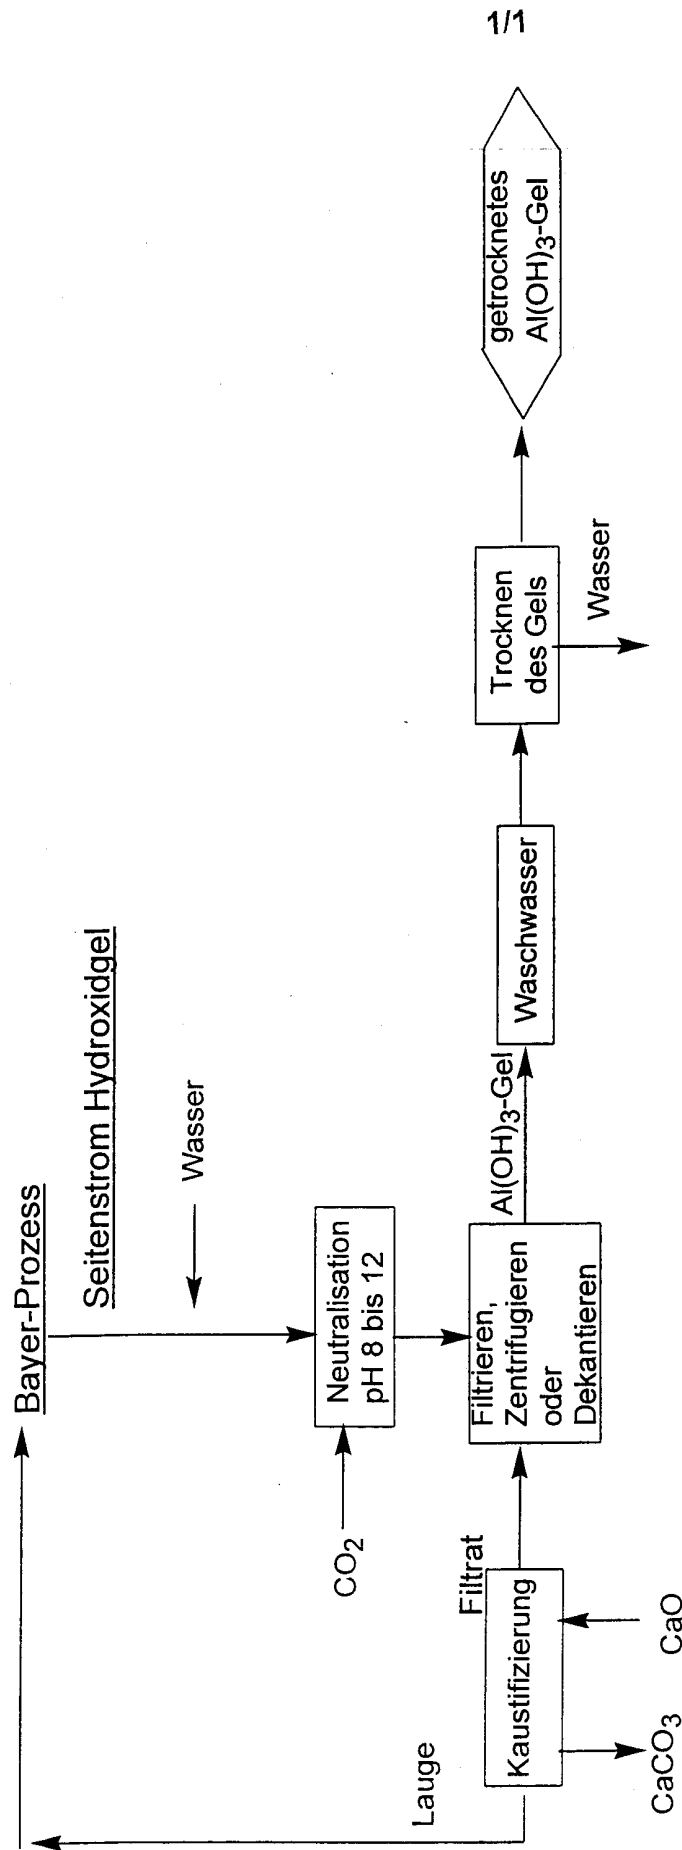 1/1
Bayer-Prozess
Seitenstrom Hydroxidgel
Wasser
CO2
Neutralisation
pH 8 bis 12
Lauge
Kaustifizierung
CaCO3
CaO
Filtrat
Filtrieren,
Zentrifugieren
oder
Dekantieren
Al(OH)3-Gel
Waschwasser
Trocknen
des Gels
Wasser
getrocknetes
Al(OH)3-Gel